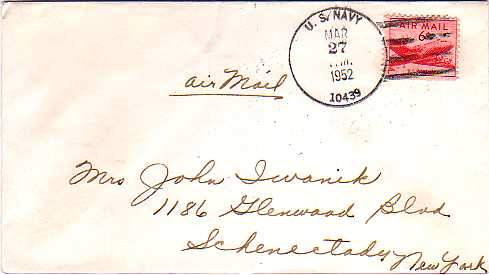 U. S. NAVY
MAR
27
1952
10439
AIR MAIL
6¢
air Mail
Mrs John Iwanik
1186 Glenwood Blvd
Schenectady New York